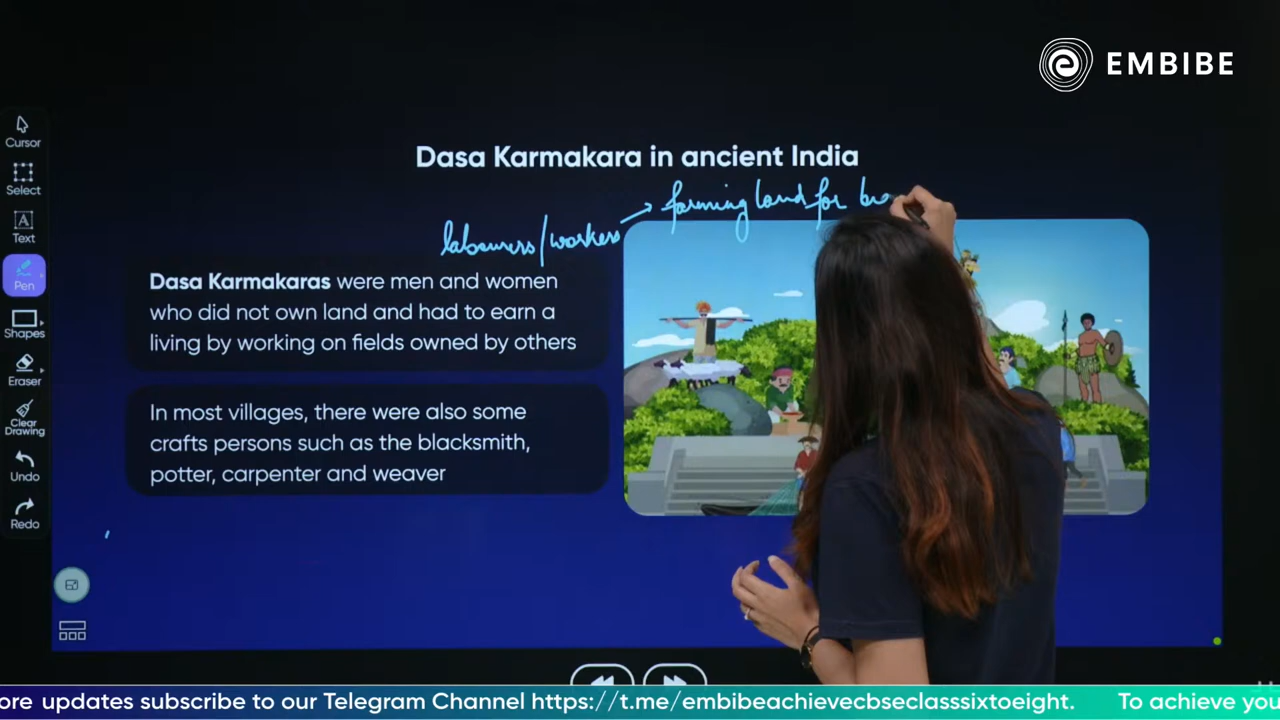 EMBIBE
Cursor
Select
Text
Pen
Shapes
Eraser
Clear
Drawing
Undo
Redo
Dasa Karmakara in ancient India
farming land for
labourers/workers
Dasa Karmakaras were men and women
who did not own land and had to earn a
living by working on fields owned by others
In most villages, there were also some
crafts persons such as the blacksmith,
potter, carpenter and weaver
ore updates subscribe to our Telegram Channel https://t.me/embibeachievecbseclasssixtoeight. To achieve you